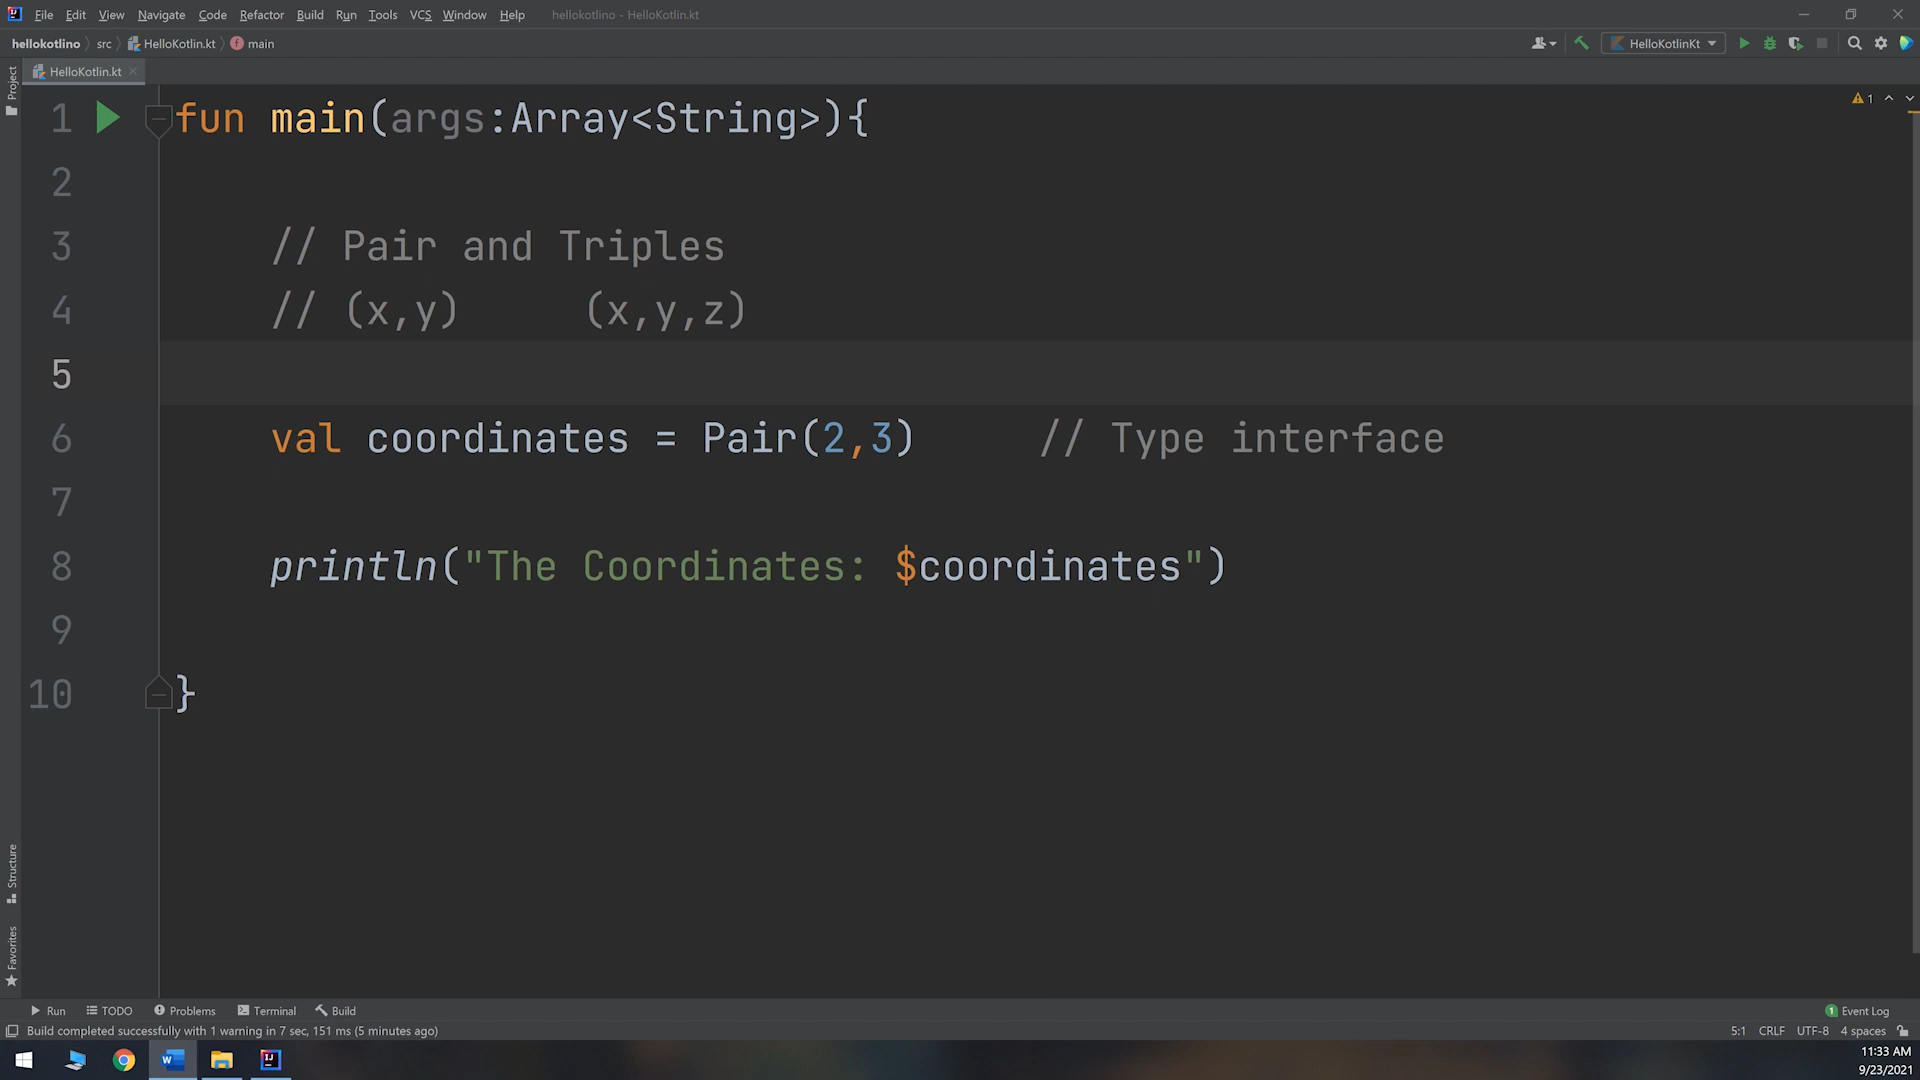 File Edit View Navigate Code Refactor Build Run Tools VCS Window Help hellokotlino - HelloKotlin.kt
hellokotlino src HelloKotlin.kt main HelloKotlinKt
HelloKotlin.kt
Project
1 fun main(args:Array<String>){
1
2
3 // Pair and Triples
4 // (x,y) (x,y,z)
5
6 val coordinates = Pair(2,3) // Type interface
7
8 println("The Coordinates: $coordinates")
9
10 }
Structure
Favorites
Run TODO Problems Terminal Build 1 Event Log
Build completed successfully with 1 warning in 7 sec, 151 ms (5 minutes ago) 5:1 CRLF UTF-8 4 spaces
11:33 AM
9/23/2021